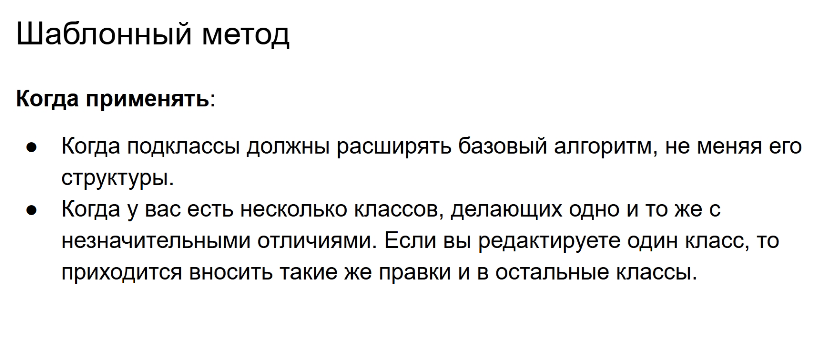 Шаблонный метод
Когда применять:
● Когда подклассы должны расширять базовый алгоритм, не меняя его
структуры.
● Когда у вас есть несколько классов, делающих одно и то же с
незначительными отличиями. Если вы редактируете один класс, то
приходится вносить такие же правки и в остальные классы.